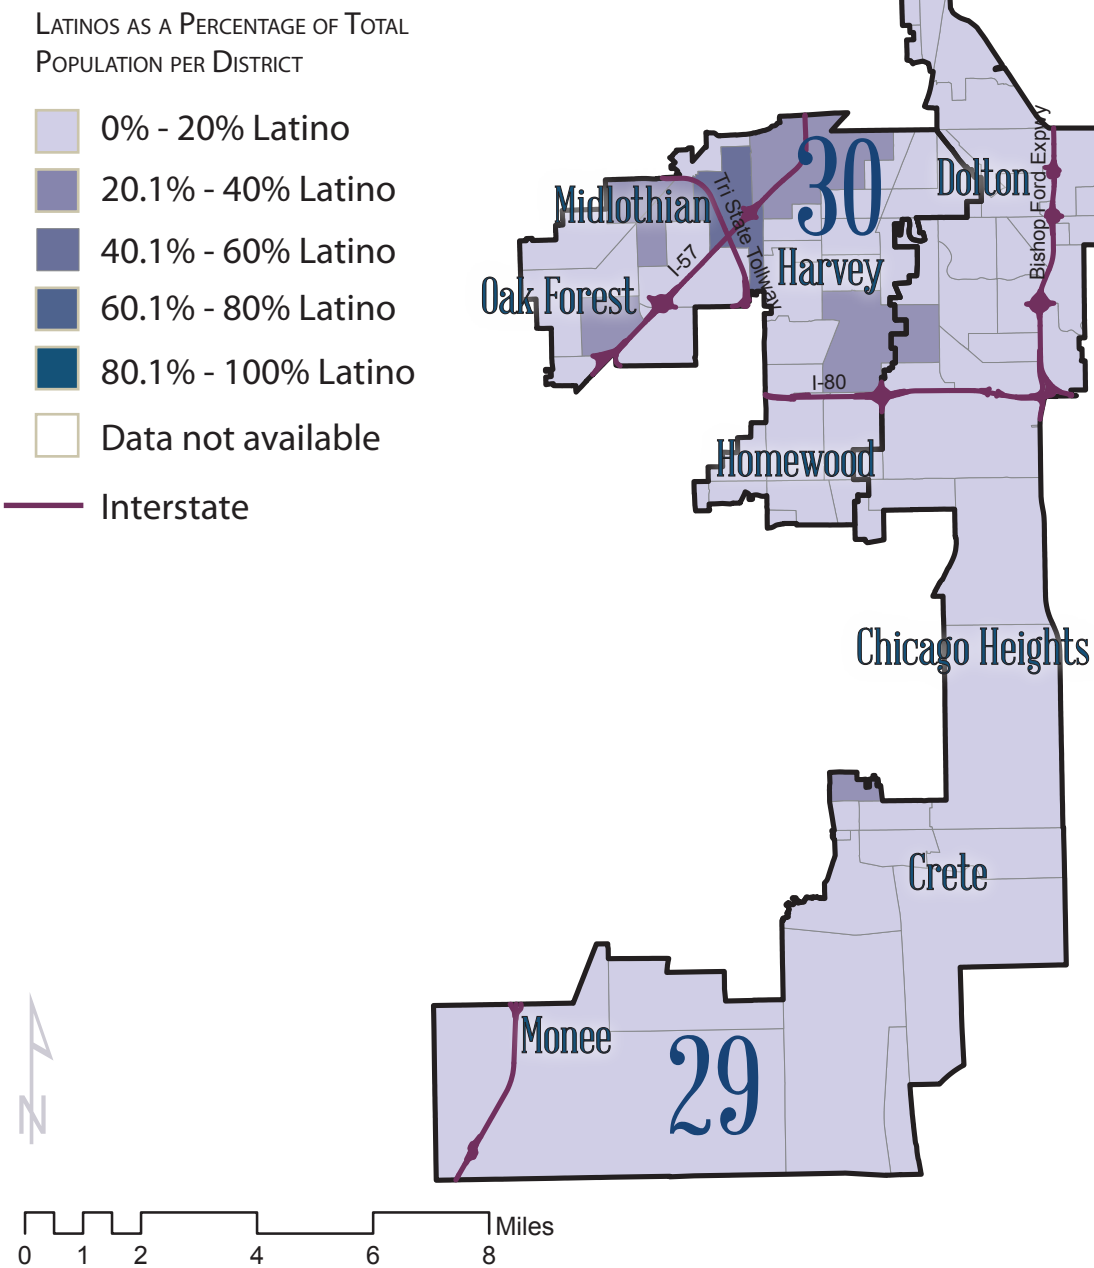 Latinos as a Percentage of Total
Population per District
0% - 20% Latino
20.1% - 40% Latino
40.1% - 60% Latino
60.1% - 80% Latino
80.1% - 100% Latino
Data not available
Interstate
Bishop Ford Expwy
30
Dolton
Midlothian
Tri State Tollway
I-57
Harvey
Oak Forest
I-80
Homewood
Chicago Heights
Crete
Monee
29
N
Miles
0 1 2 4 6 8